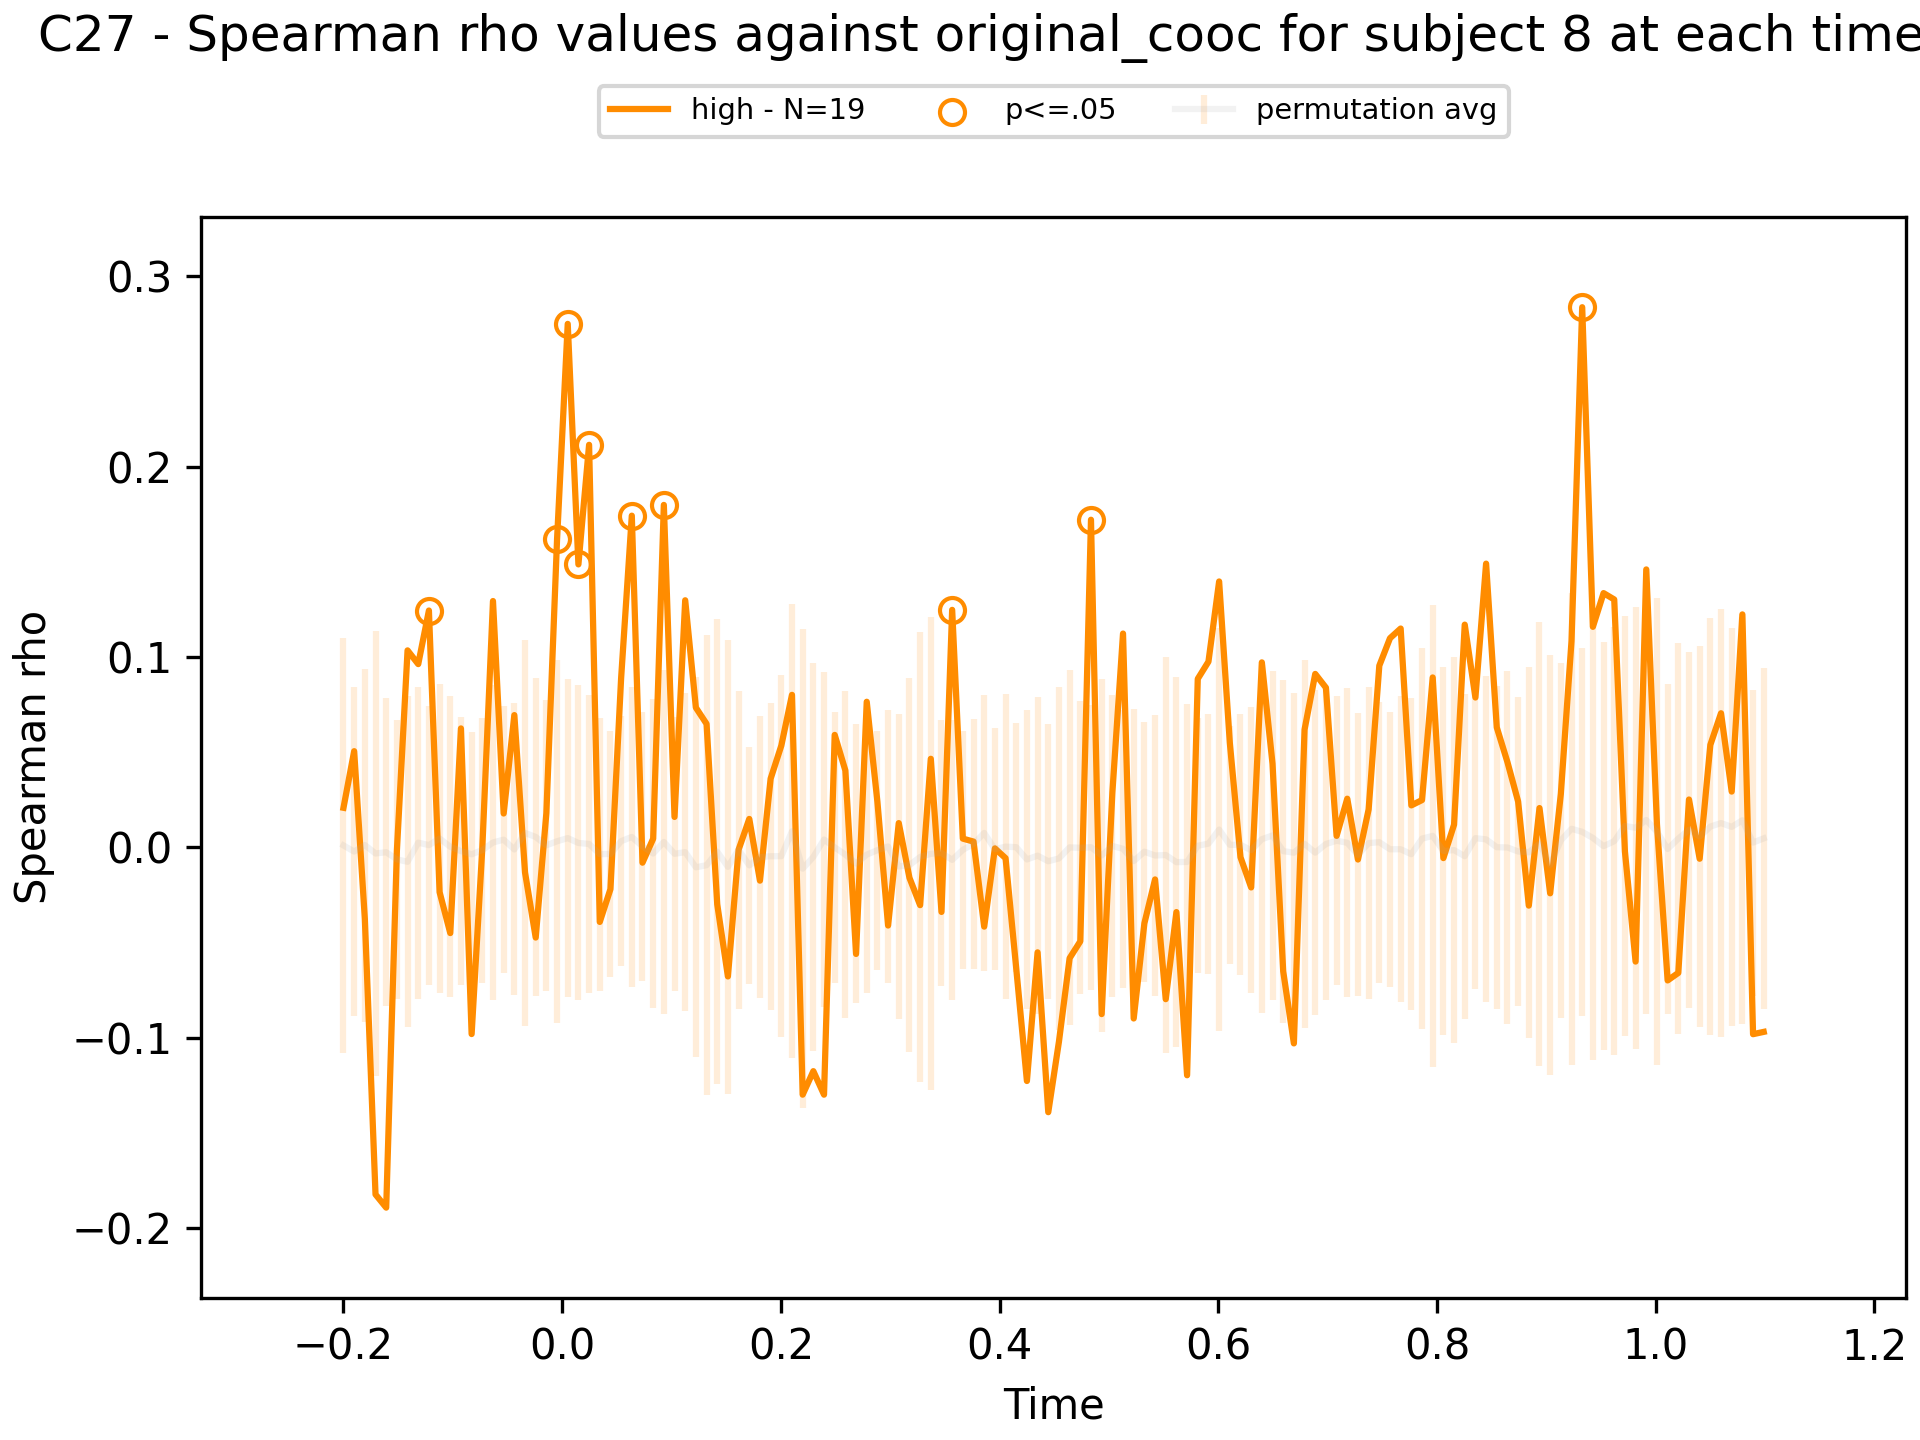 C27 - Spearman rho values against original_cooc for subject 8 at each time
high - N=19 p<=.05 permutation avg
0.3
0.2
0.1
0.0
−0.1
−0.2
Spearman rho
−0.2 0.0 0.2 0.4 0.6 0.8 1.0 1.2
Time